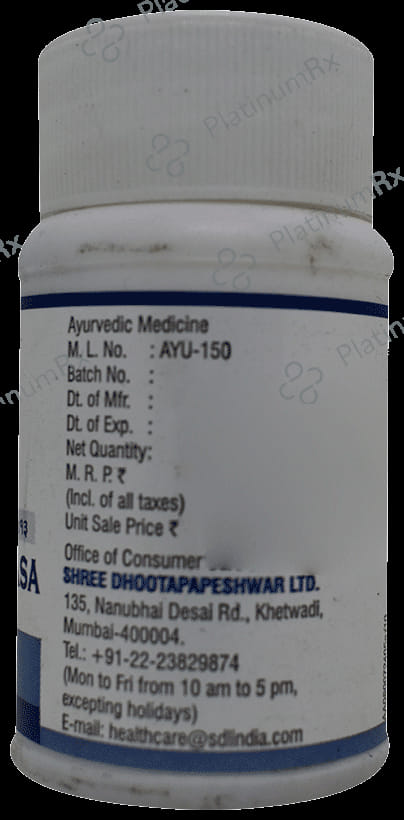 PlatinumRx
Ayurvedic Medicine
M. L. No. : AYU-150
Batch No. :
Dt. of Mfr. :
Dt. of Exp. :
Net Quantity:
M. R. P. ₹
(Incl. of all taxes)
Unit Sale Price ₹
Office of Consumer
SHREE DHOOTAPAPESHWAR LTD.
135, Nanubhai Desai Rd., Khetwadi,
Mumbai-400004.
Tel.: +91-22-23829874
(Mon to Fri from 10 am to 5 pm,
excepting holidays)
E-mail: healthcare@sdlindia.com